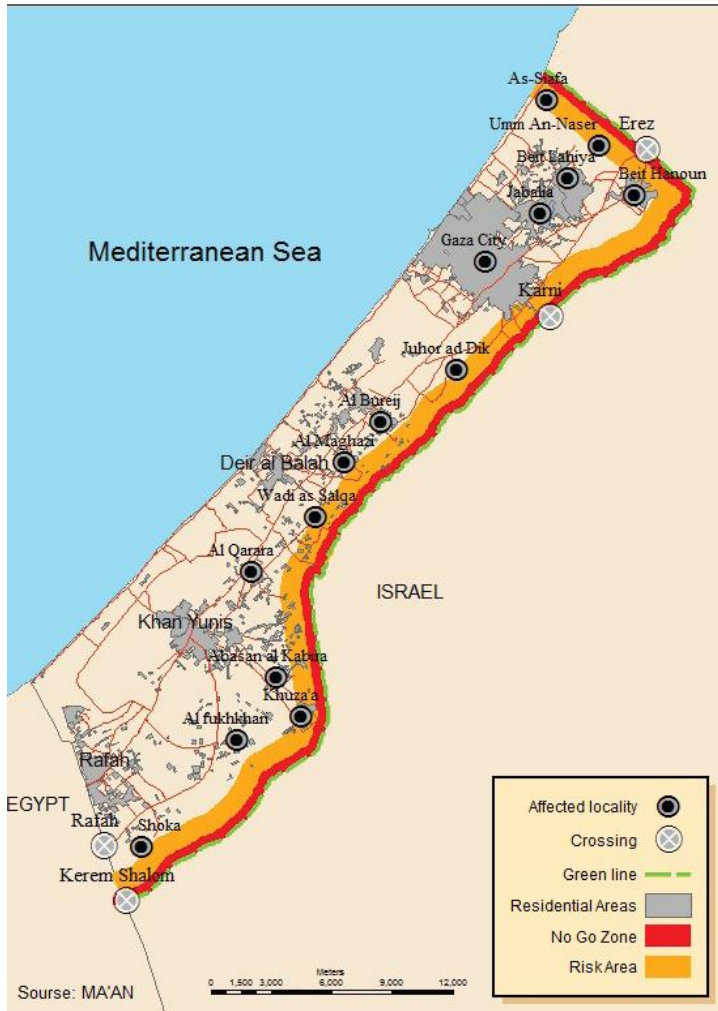 As-Siafa
Umm An-Naser
Erez
Beit Lahiya
Beit Hanoun
Jabalia
Mediterranean Sea
Gaza City
Karni
Juhor ad Dik
Al Bureij
Al Maghazi
Deir al Balah
Wadi as Salqa
Al Qarara
ISRAEL
Khan Yunis
Abasan al Kabira
Khuza'a
Al fukhkhari
Rafah
EGYPT
Rafah
Shoka
Kerem Shalom
Affected locality
Crossing
Green line
Residential Areas
No Go Zone
Risk Area
Meters
0 1,500 3,000 6,000 9,000 12,000
Sourse: MA'AN